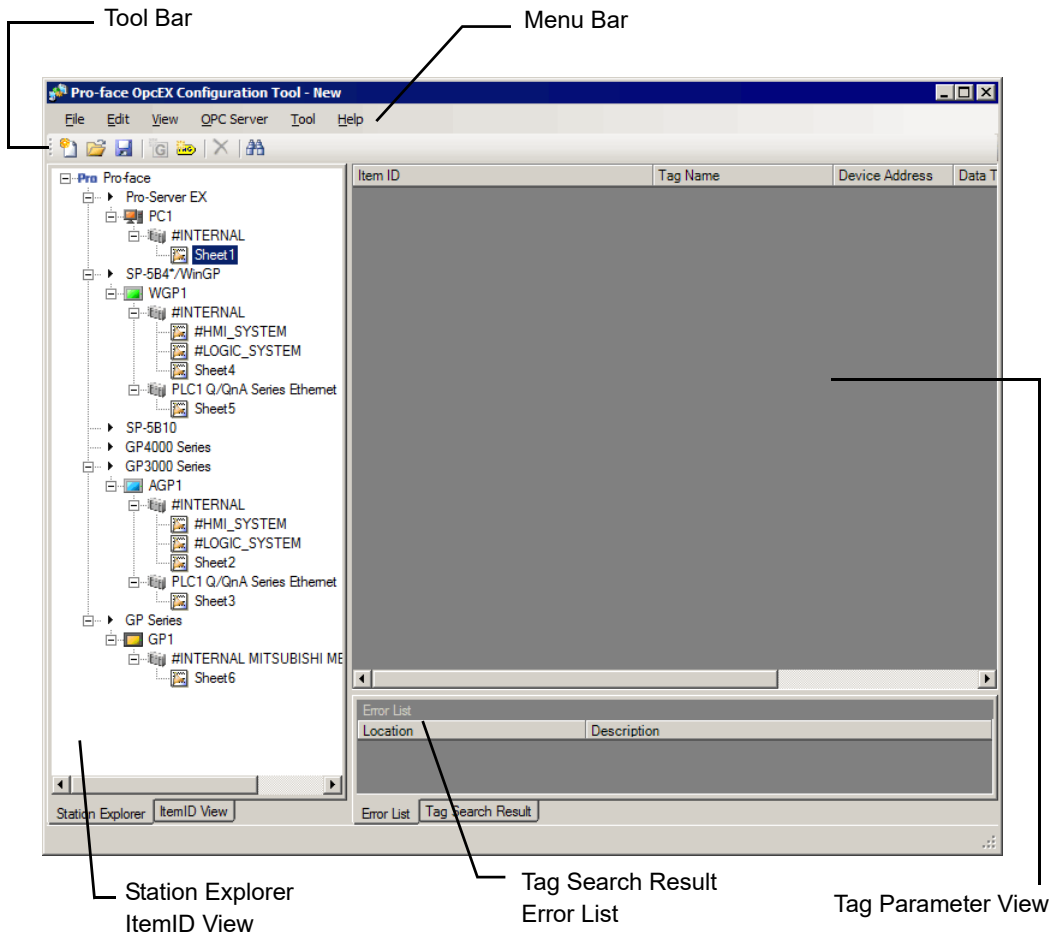 Tool Bar
Menu Bar
Pro-face OpcEX Configuration Tool - New
File Edit View OPC Server Tool Help
Pro Pro-face
Pro-Server EX
PC1
#INTERNAL
Sheet1
SP-5B4*/WinGP
WGP1
#INTERNAL
#HMI_SYSTEM
#LOGIC_SYSTEM
Sheet4
PLC1 Q/QnA Series Ethernet
Sheet5
SP-5B10
GP4000 Series
GP3000 Series
AGP1
#INTERNAL
#HMI_SYSTEM
#LOGIC_SYSTEM
Sheet2
PLC1 Q/QnA Series Ethernet
Sheet3
GP Series
GP1
#INTERNAL MITSUBISHI ME
Sheet6
Station Explorer ItemID View
Item ID Tag Name Device Address Data T
Error List
Location Description
Error List Tag Search Result
Station Explorer
ItemID View
Tag Search Result
Error List
Tag Parameter View